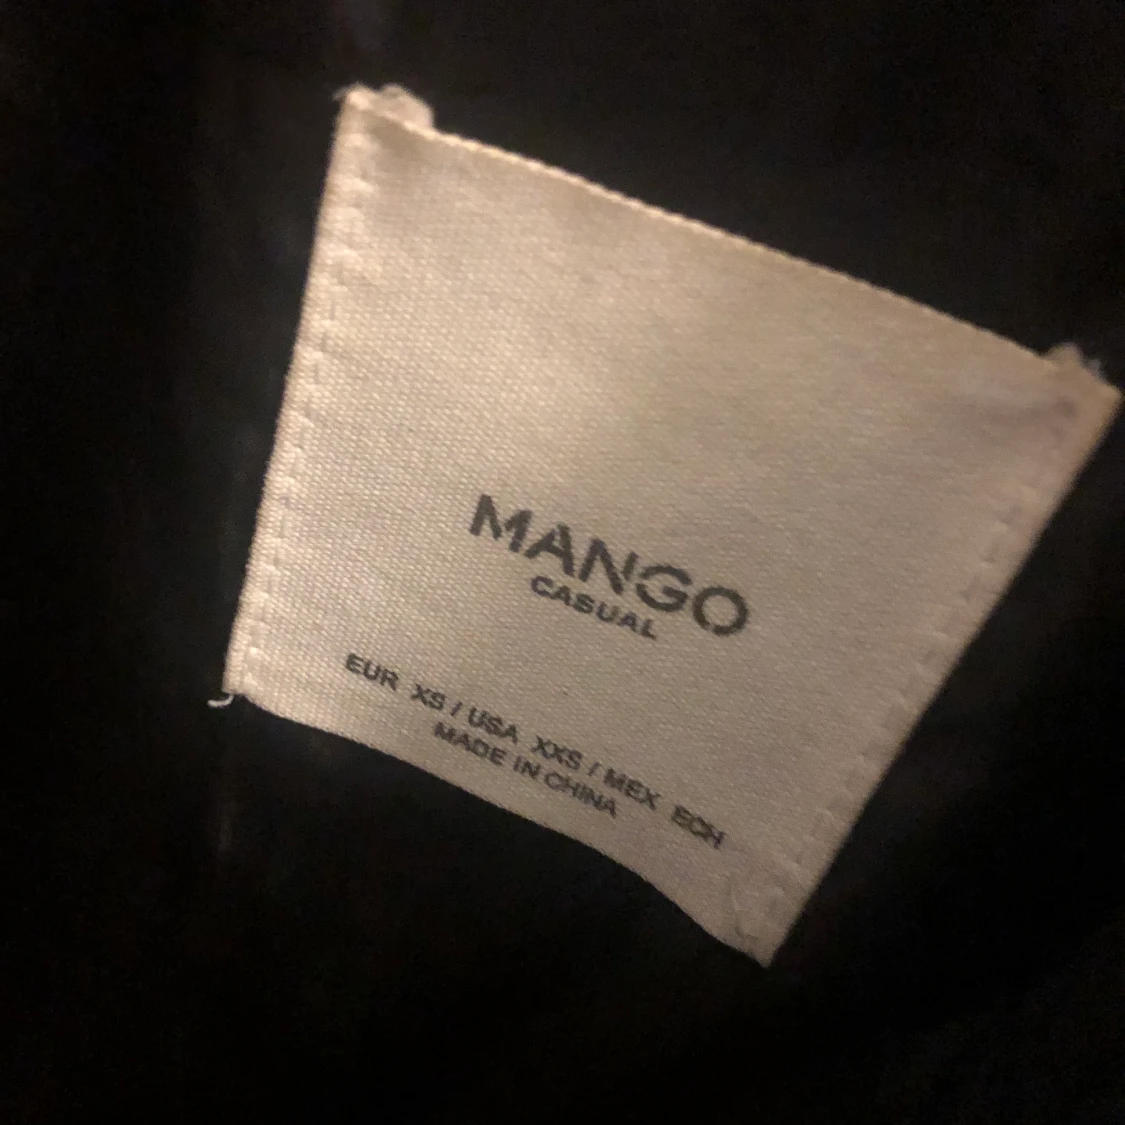 MANGO
CASUAL
EUR XS / USA XXS / MEX ECH
MADE IN CHINA